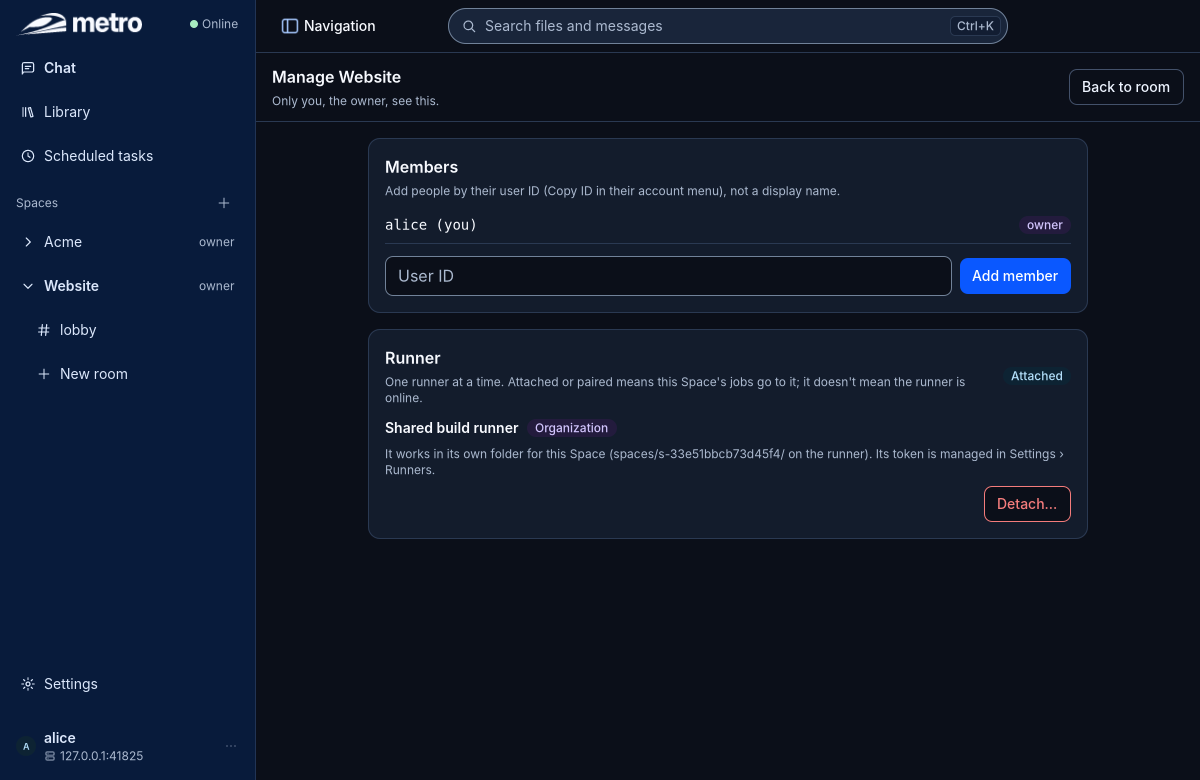 metro
Online
Navigation
Search files and messages
Ctrl+K
Chat
Library
Scheduled tasks
Spaces
Acme
owner
Website
owner
lobby
New room
Settings
A
alice
127.0.0.1:41825
Manage Website
Only you, the owner, see this.
Back to room
Members
Add people by their user ID (Copy ID in their account menu), not a display name.
alice (you)
owner
User ID
Add member
Runner
One runner at a time. Attached or paired means this Space's jobs go to it; it doesn't mean the runner is
online.
Attached
Shared build runner
Organization
It works in its own folder for this Space (spaces/s-33e51bbcb73d45f4/ on the runner). Its token is managed in Settings ›
Runners.
Detach...